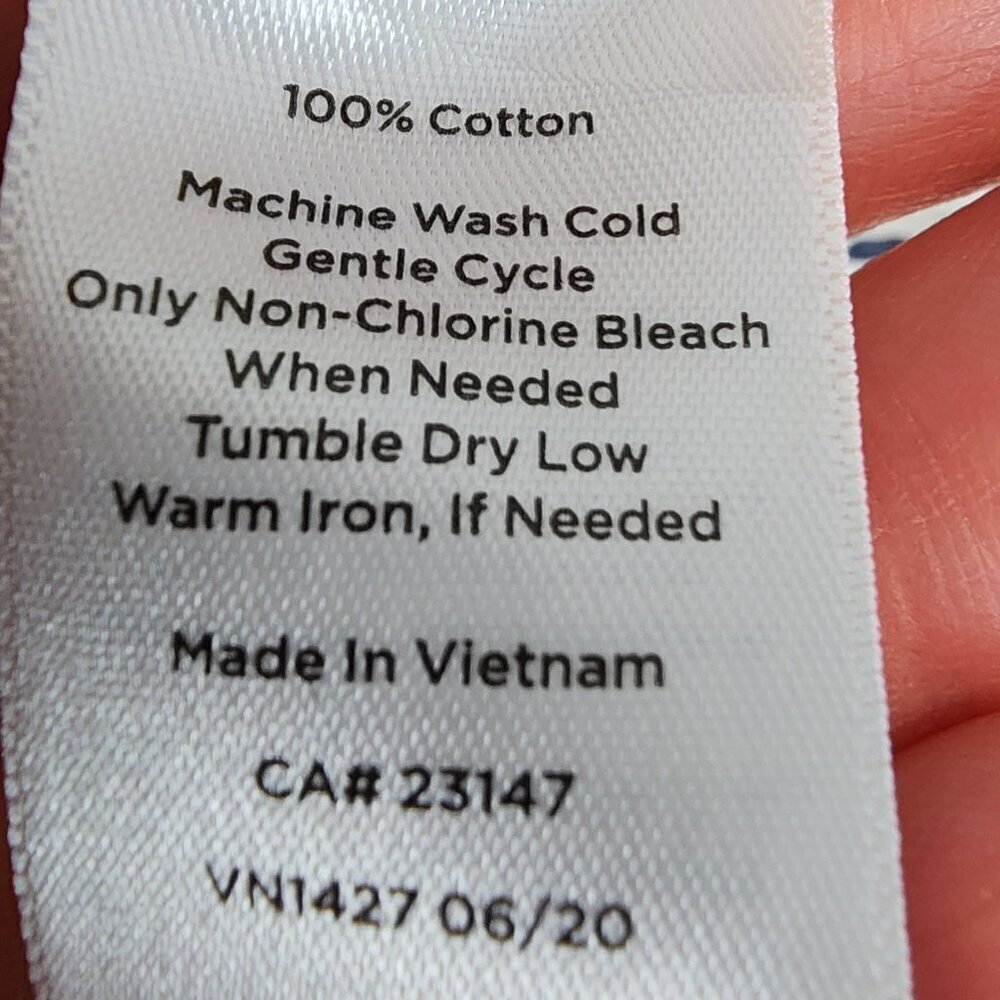 100% Cotton
Machine Wash Cold
Gentle Cycle
Only Non-Chlorine Bleach
When Needed
Tumble Dry Low
Warm Iron, If Needed
Made In Vietnam
CA# 23147
VN1427 06/20